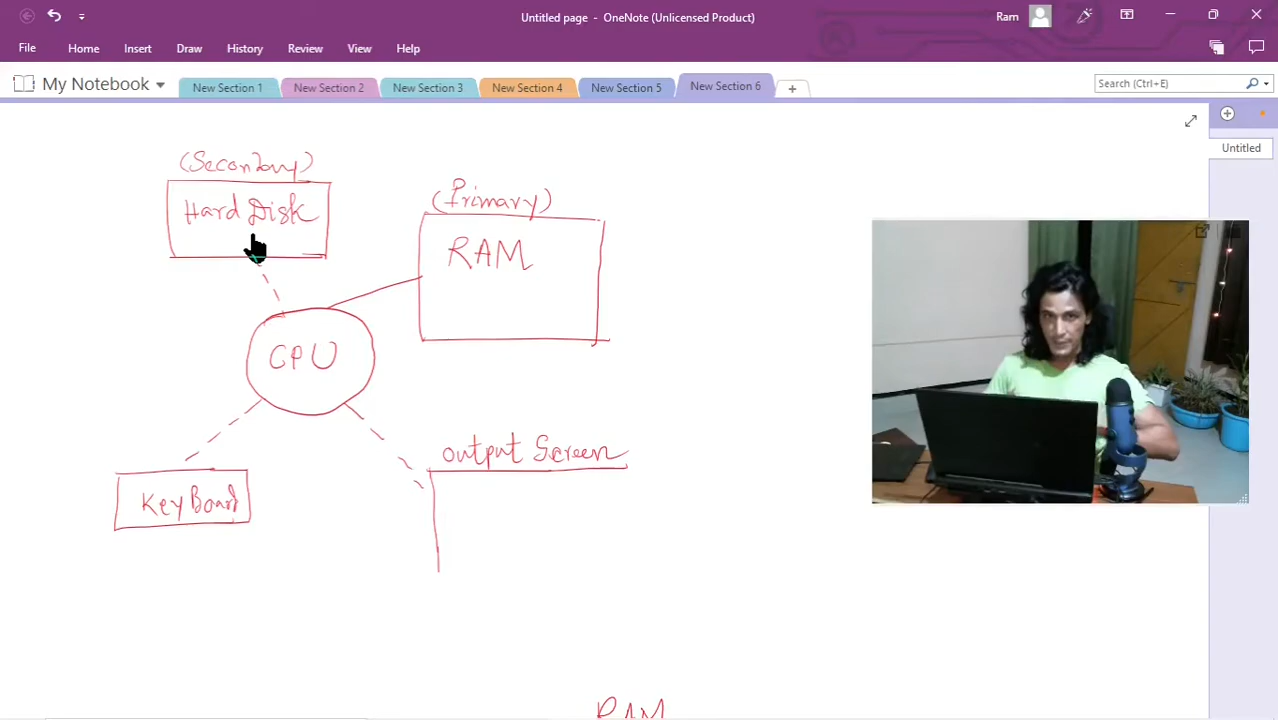 Untitled page - OneNote (Unlicensed Product)
Ram
File Home Insert Draw History Review View Help
My Notebook
New Section 1
New Section 2
New Section 3
New Section 4
New Section 5
New Section 6
Search (Ctrl+E)
Untitled
(Secondary)
Hard Disk
(Primary)
RAM
CPU
output Screen
KeyBoard
RAM